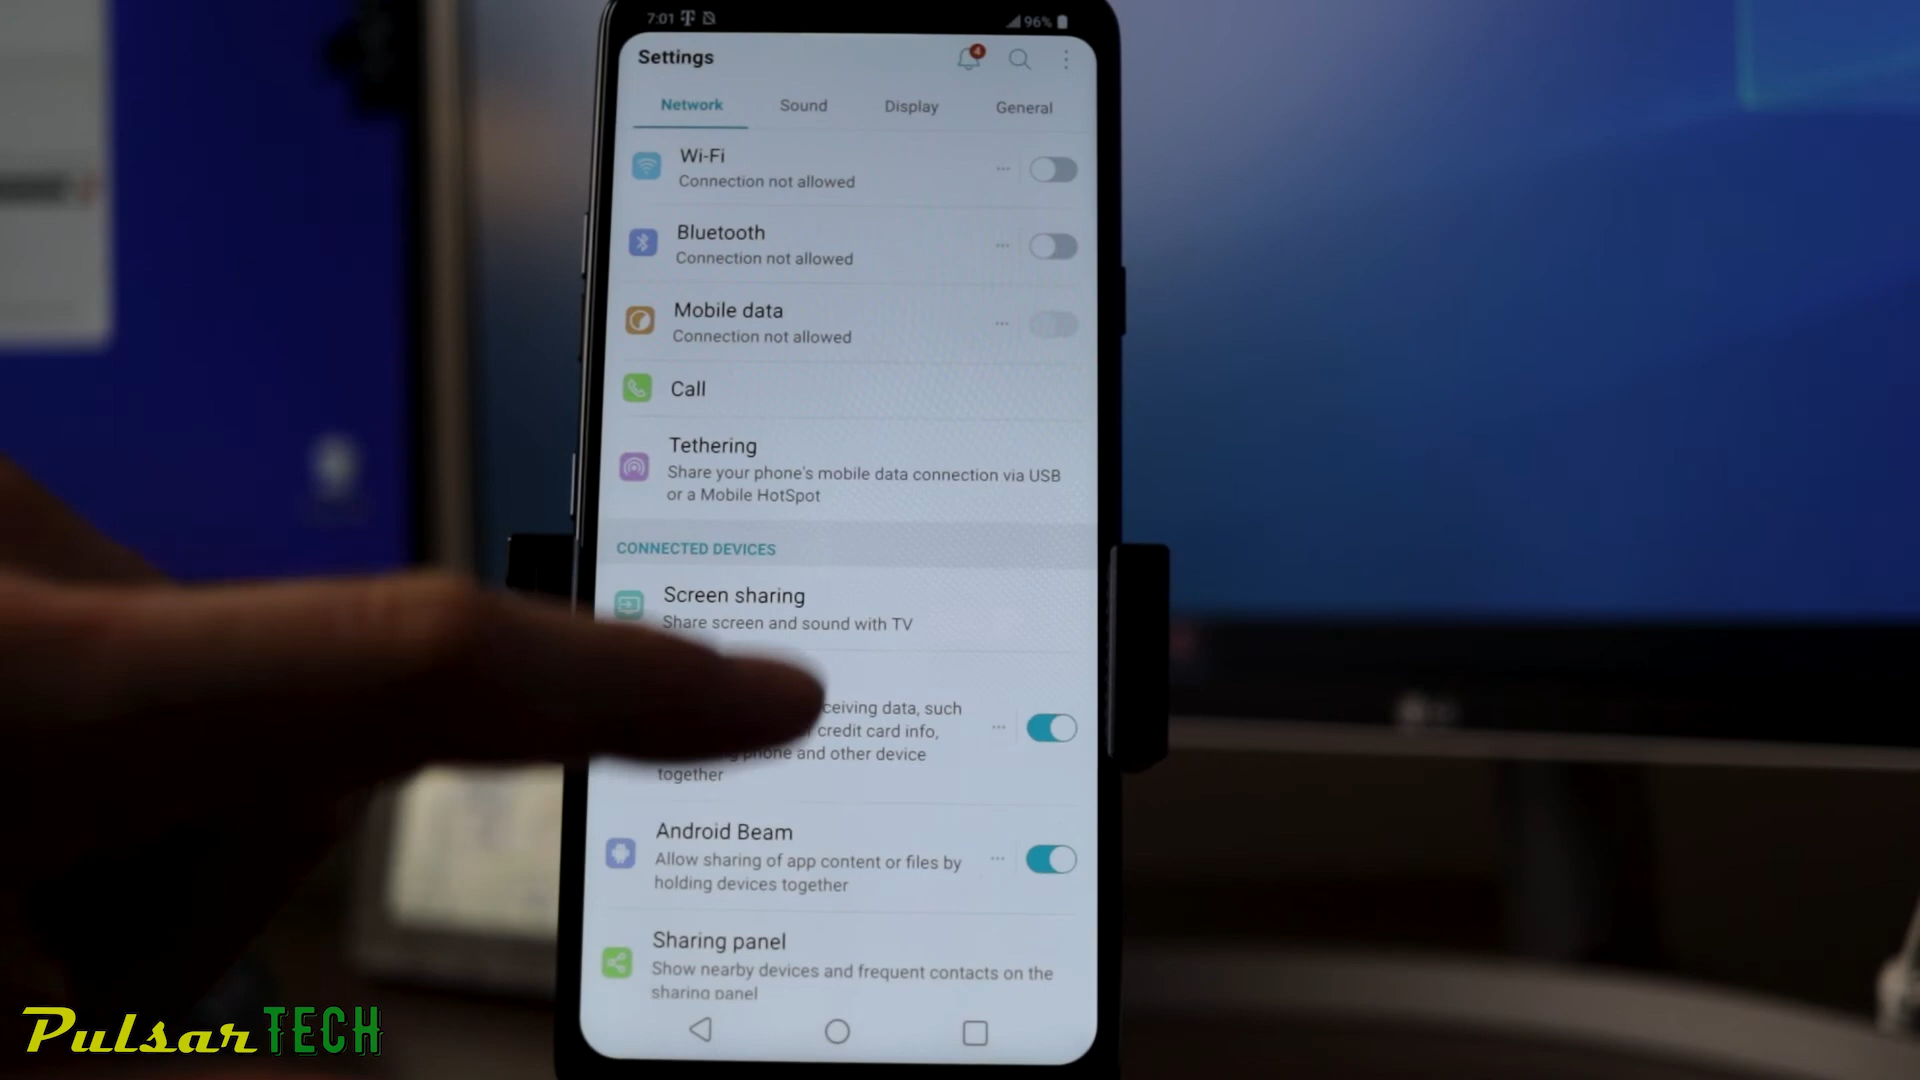 7:01
96%
Settings
4
Network Sound Display General
Wi-Fi
Connection not allowed
Bluetooth
Connection not allowed
Mobile data
Connection not allowed
Call
Tethering
Share your phone's mobile data connection via USB
or a Mobile HotSpot
CONNECTED DEVICES
Screen sharing
Share screen and sound with TV
data, such
credit card info,
phone and other device
together
Android Beam
Allow sharing of app content or files by
holding devices together
Sharing panel
Show nearby devices and frequent contacts on the
sharing panel
PulsarTECH